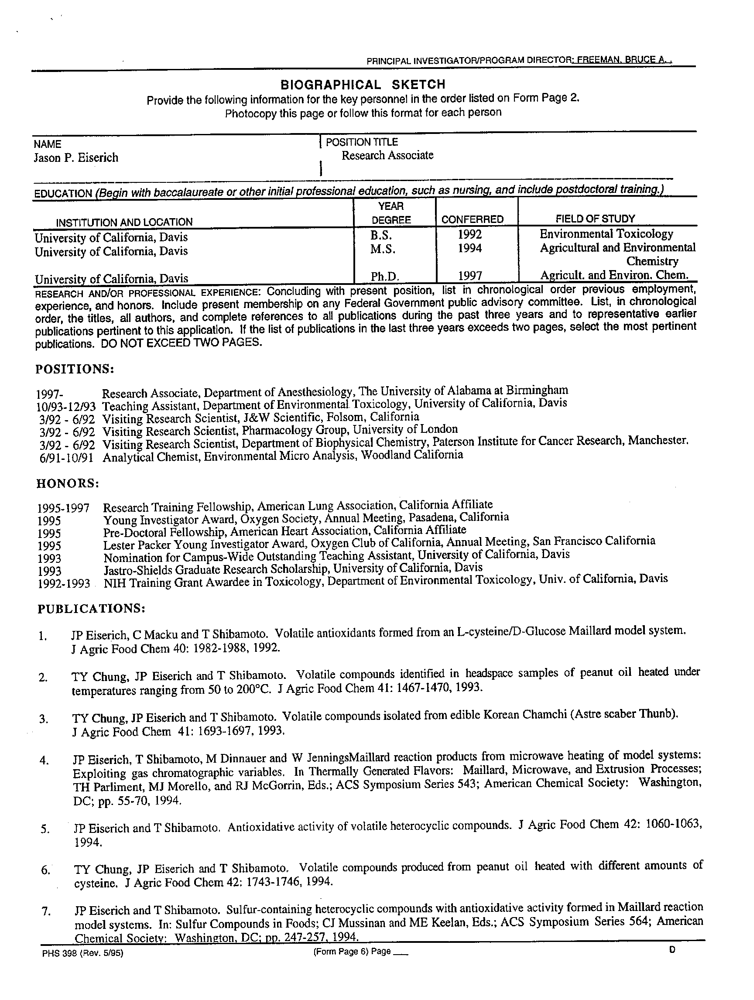 PRINCIPAL INVESTIGATOR/PROGRAM DIRECTOR: FREEMAN, BRUCE A.
BIOGRAPHICAL SKETCH
Provide the following information for the key personnel in the order listed on Form Page 2.
Photocopy this page or follow this format for each person
NAME
Jason P. Eiserich
POSITION TITLE
Research Associate
EDUCATION (Begin with baccalaureate or other initial professional education, such as nursing, and include postdoctoral training.)
INSTITUTION AND LOCATION DEGREE YEAR CONFERRED FIELD OF STUDY
University of California, Davis B.S. 1992 Environmental Toxicology
University of California, Davis M.S. 1994 Agricultural and Environmental
Chemistry
University of California, Davis Ph.D. 1997 Agricult. and Environ. Chem.
RESEARCH AND/OR PROFESSIONAL EXPERIENCE: Concluding with present position, list in chronological order previous employment,
experience, and honors. Include present membership on any Federal Government public advisory committee. List, in chronological
order, the titles, all authors, and complete references to all publications during the past three years and to representative earlier
publications pertinent to this application. If the list of publications in the last three years exceeds two pages, select the most pertinent
publications. DO NOT EXCEED TWO PAGES.
POSITIONS:
1997- Research Associate, Department of Anesthesiology, The University of Alabama at Birmingham
10/93-12/93 Teaching Assistant, Department of Environmental Toxicology, University of California, Davis
3/92 - 6/92 Visiting Research Scientist, J&W Scientific, Folsom, California
3/92 - 6/92 Visiting Research Scientist, Pharmacology Group, University of London
3/92 - 6/92 Visiting Research Scientist, Department of Biophysical Chemistry, Paterson Institute for Cancer Research, Manchester.
6/91-10/91 Analytical Chemist, Environmental Micro Analysis, Woodland California
HONORS:
1995-1997 Research Training Fellowship, American Lung Association, California Affiliate
1995 Young Investigator Award, Oxygen Society, Annual Meeting, Pasadena, California
1995 Pre-Doctoral Fellowship, American Heart Association, California Affiliate
1995 Lester Packer Young Investigator Award, Oxygen Club of California, Annual Meeting, San Francisco California
1993 Nomination for Campus-Wide Outstanding Teaching Assistant, University of California, Davis
1993 Jastro-Shields Graduate Research Scholarship, University of California, Davis
1992-1993 NIH Training Grant Awardee in Toxicology, Department of Environmental Toxicology, Univ. of California, Davis
PUBLICATIONS:
1. JP Eiserich, C Macku and T Shibamoto. Volatile antioxidants formed from an L-cysteine/D-Glucose Maillard model system.
J Agric Food Chem 40: 1982-1988, 1992.
2. TY Chung, JP Eiserich and T Shibamoto. Volatile compounds identified in headspace samples of peanut oil heated under
temperatures ranging from 50 to 200°C. J Agric Food Chem 41: 1467-1470, 1993.
3. TY Chung, JP Eiserich and T Shibamoto. Volatile compounds isolated from edible Korean Chamchi (Astre scaber Thunb).
J Agric Food Chem 41: 1693-1697, 1993.
4. JP Eiserich, T Shibamoto, M Dinnauer and W JenningsMaillard reaction products from microwave heating of model systems:
Exploiting gas chromatographic variables. In Thermally Generated Flavors: Maillard, Microwave, and Extrusion Processes;
TH Parliment, MJ Morello, and RJ McGorrin, Eds.; ACS Symposium Series 543; American Chemical Society: Washington,
DC; pp. 55-70, 1994.
5. JP Eiserich and T Shibamoto. Antioxidative activity of volatile heterocyclic compounds. J Agric Food Chem 42: 1060-1063,
1994.
6. TY Chung, JP Eiserich and T Shibamoto. Volatile compounds produced from peanut oil heated with different amounts of
cysteine. J Agric Food Chem 42: 1743-1746, 1994.
7. JP Eiserich and T Shibamoto. Sulfur-containing heterocyclic compounds with antioxidative activity formed in Maillard reaction
model systems. In: Sulfur Compounds in Foods; CJ Mussinan and ME Keelan, Eds.; ACS Symposium Series 564; American
Chemical Society: Washington, DC; pp. 247-257, 1994.
PHS 398 (Rev. 5/95) (Form Page 6) Page ___ D